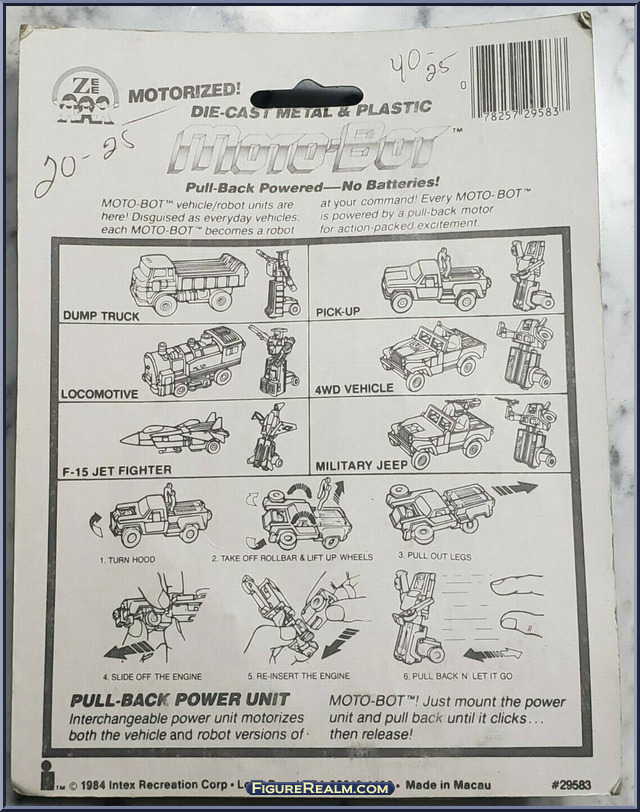 ZEE
MOTORIZED!
40-25
0
78257 29583
DIE-CAST METAL & PLASTIC
20-25
MOTO-BOT™
Pull-Back Powered—No Batteries!
MOTO-BOT™ vehicle/robot units are
here! Disguised as everyday vehicles,
each MOTO-BOT™ becomes a robot
at your command! Every MOTO-BOT™
is powered by a pull-back motor
for action-packed excitement
DUMP TRUCK
PICK-UP
LOCOMOTIVE
4WD VEHICLE
F-15 JET FIGHTER
MILITARY JEEP
1. TURN HOOD
2. TAKE OFF ROLLBAR & LIFT UP WHEELS
3. PULL OUT LEGS
4. SLIDE OFF THE ENGINE
5. RE-INSERT THE ENGINE
6. PULL BACK N' LET IT GO
PULL-BACK POWER UNIT
Interchangeable power unit motorizes
both the vehicle and robot versions of
MOTO-BOT™! Just mount the power
unit and pull back until it clicks...
then release!
™ © 1984 Intex Recreation Corp • • Made in Macau
#29583
FIGUREREALM.COM